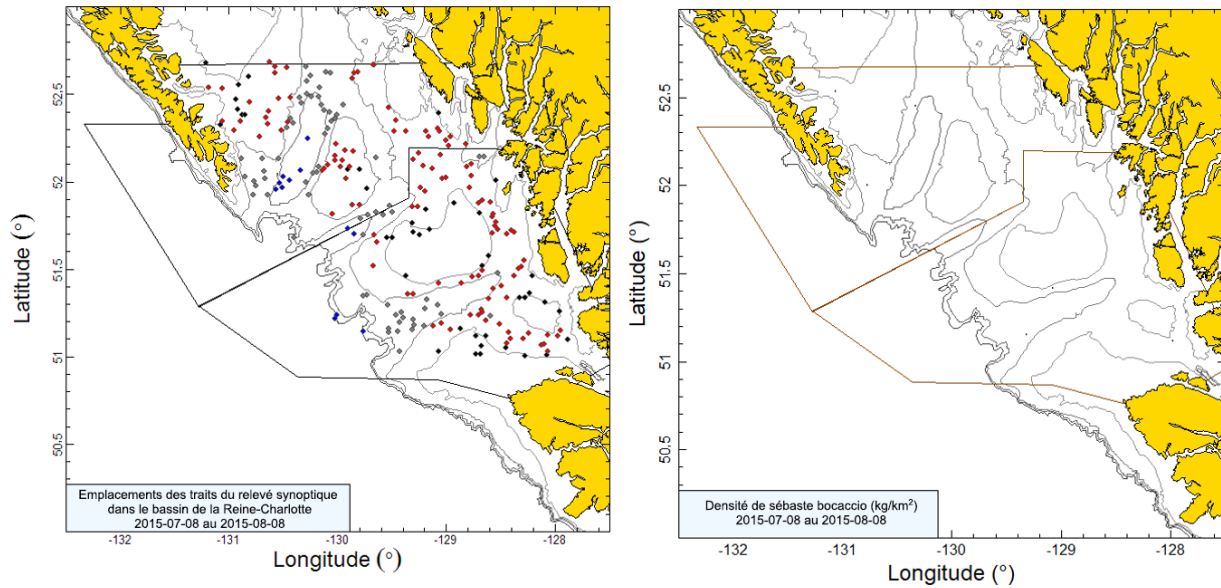 52.5
52
51.5
51
50.5
Latitude (°)
Emplacements des traits du relevé synoptique
dans le bassin de la Reine-Charlotte
2015-07-08 au 2015-08-08
-132
-131
-130
-129
-128
Longitude (°)
52.5
52
51.5
51
50.5
Latitude (°)
Densité de sébaste bocaccio (kg/km²)
2015-07-08 au 2015-08-08
-132
-131
-130
-129
-128
Longitude (°)